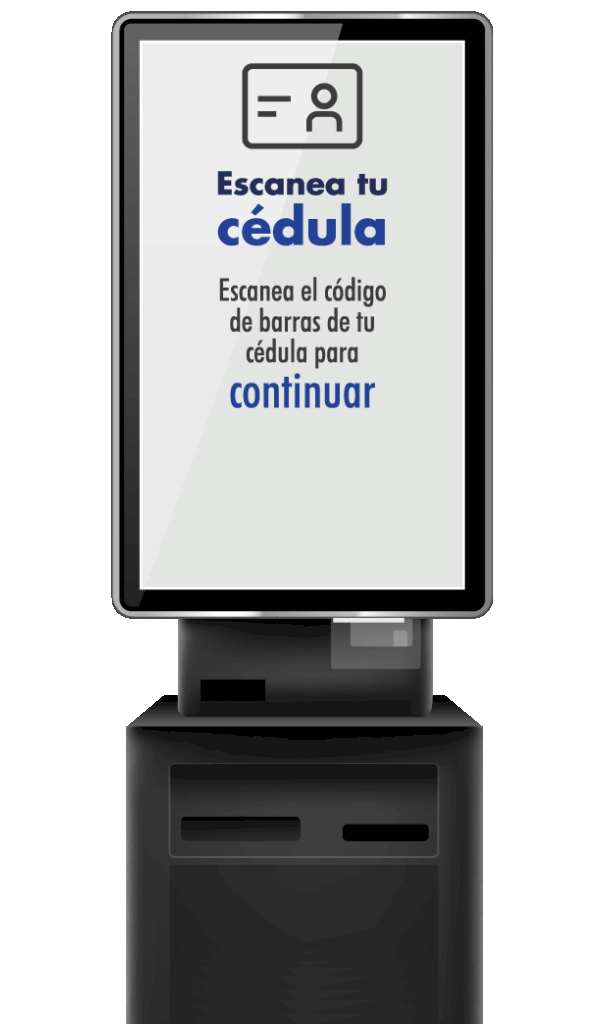 Escanea tu
cédula
Escanea el código
de barras de tu
cédula para
continuar